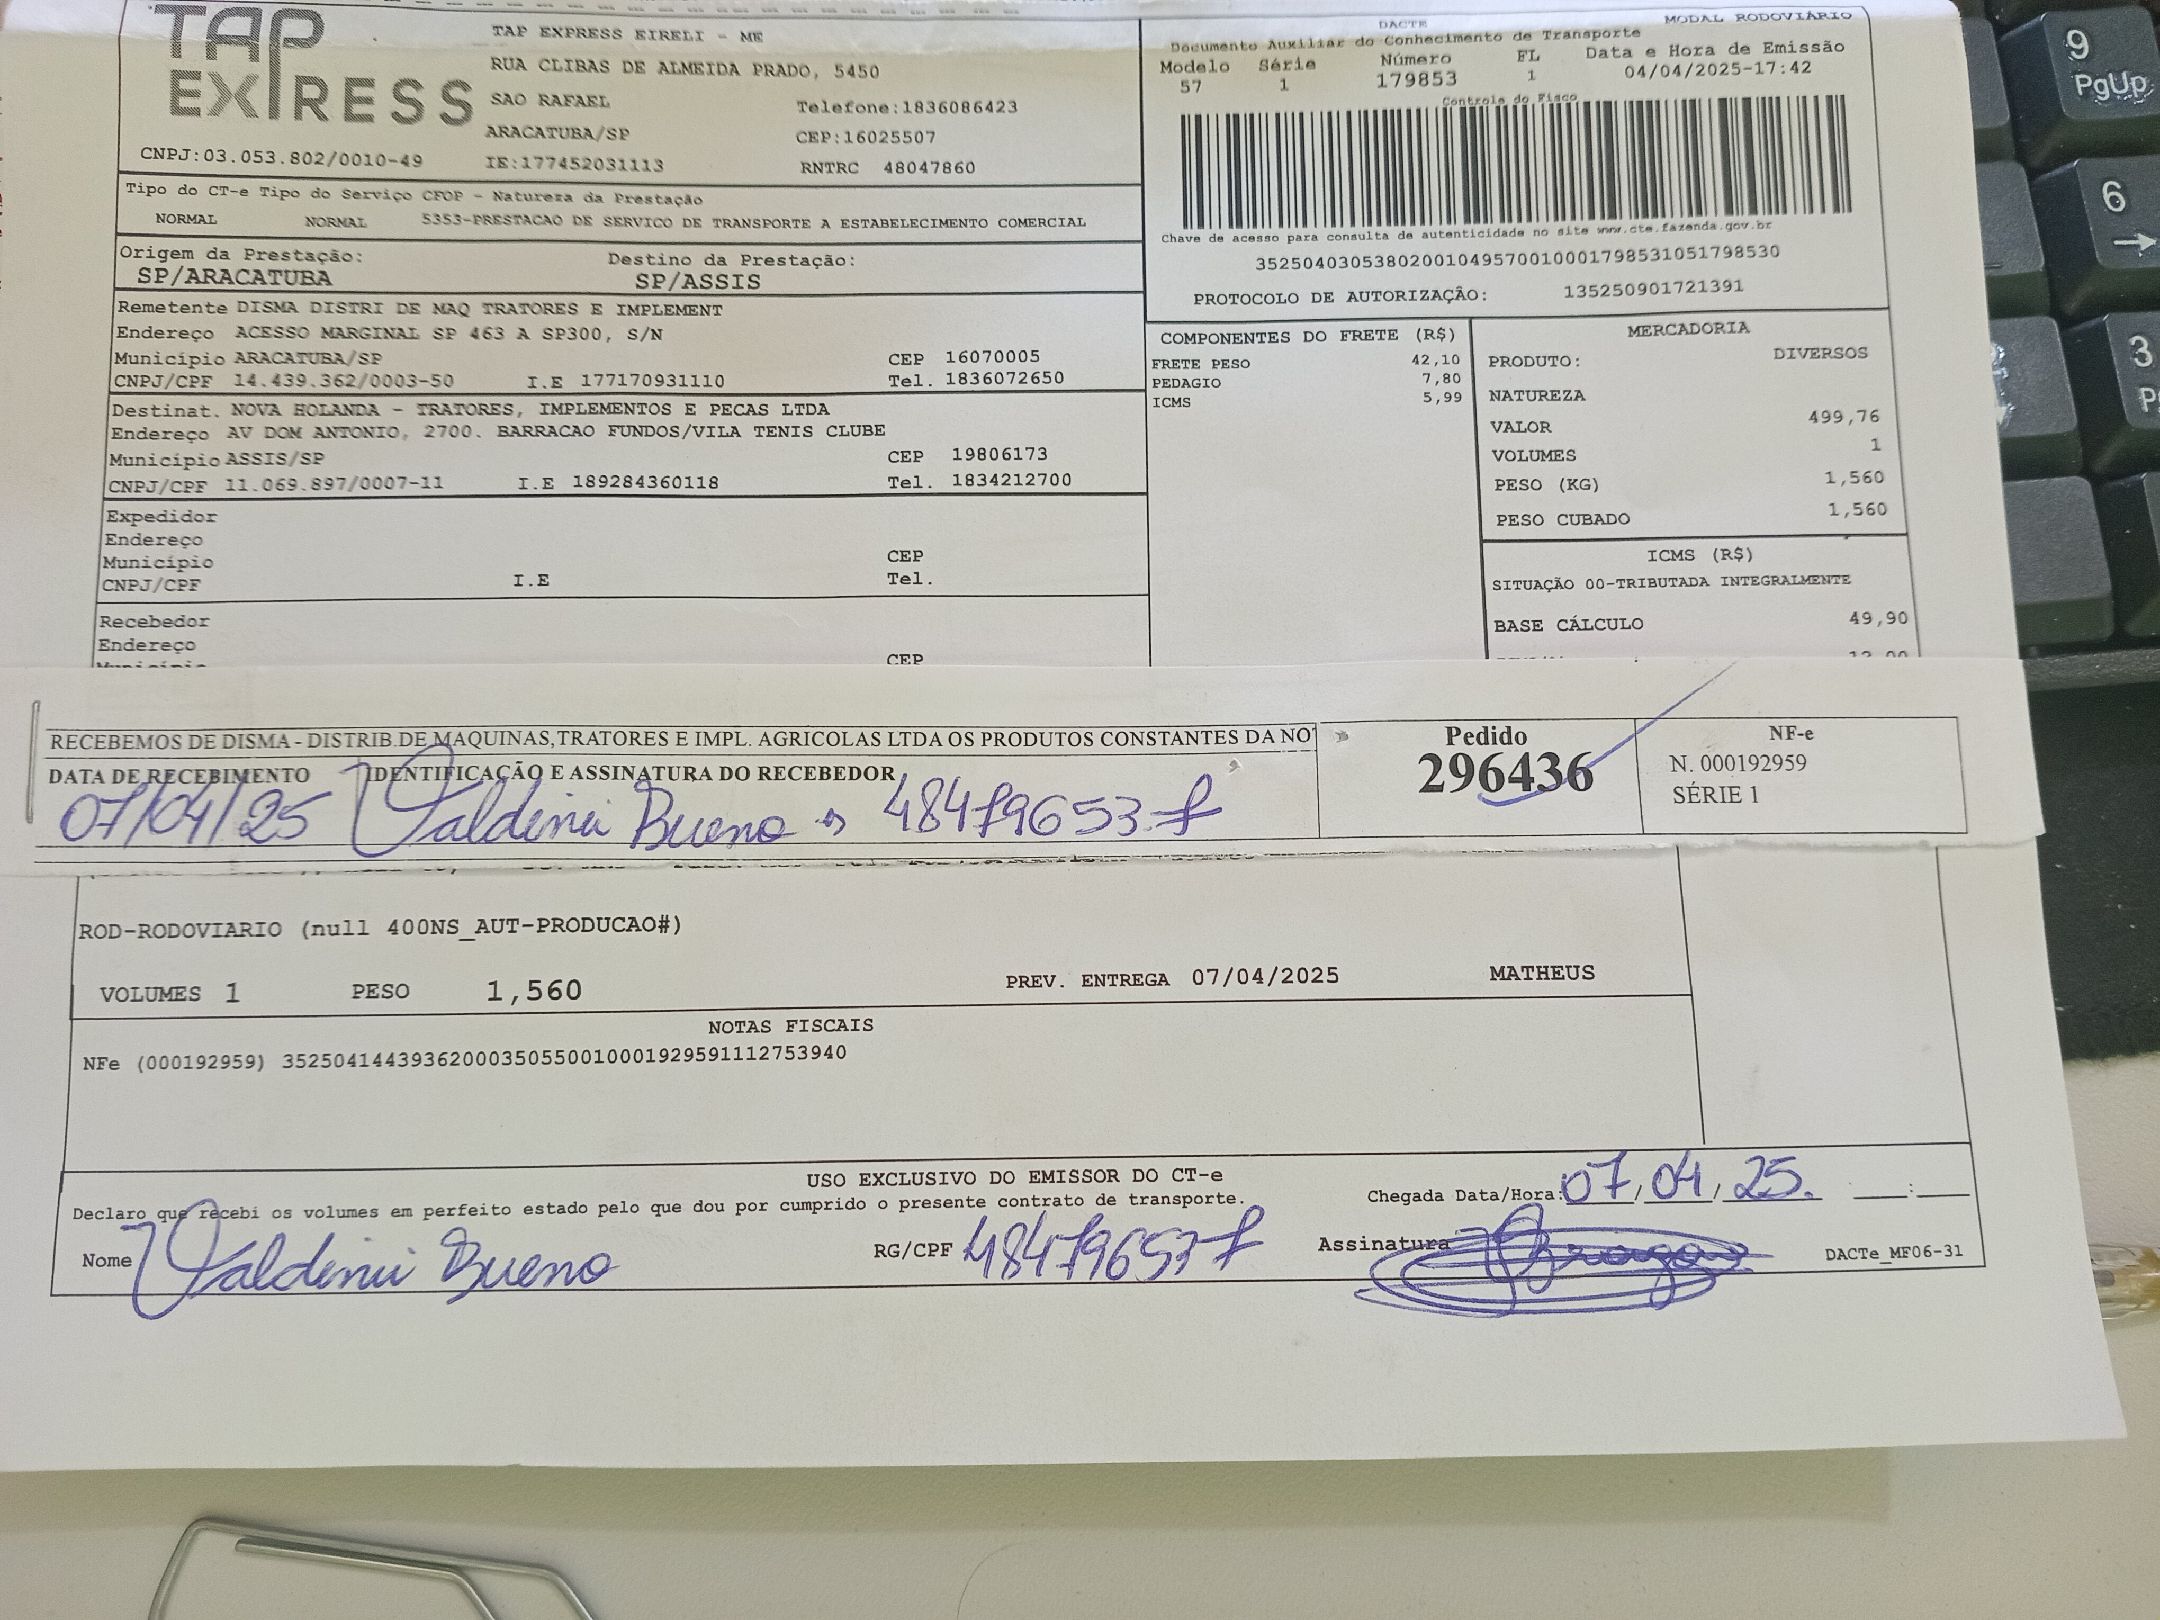 TAP EXPRESS
TAP EXPRESS EIRELI - ME
RUA CLIBAS DE ALMEIDA PRADO, 5450
SAO RAFAEL Telefone:1836086423
ARACATUBA/SP CEP:16025507
CNPJ:03.053.802/0010-49 IE:177452031113 RNTRC 48047860
DACTE MODAL RODOVIÁRIO
Documento Auxiliar do Conhecimento de Transporte
Modelo Série Número FL Data e Hora de Emissão
57 1 179853 1 04/04/2025-17:42
Controle do Fisco
Chave de acesso para consulta de autenticidade no site www.cte.fazenda.gov.br
35250403053802001049570010001798531051798530
PROTOCOLO DE AUTORIZAÇÃO: 135250901721391
Tipo do CT-e Tipo do Serviço CFOP - Natureza da Prestação
NORMAL NORMAL 5353-PRESTACAO DE SERVICO DE TRANSPORTE A ESTABELECIMENTO COMERCIAL
Origem da Prestação: Destino da Prestação:
SP/ARACATUBA SP/ASSIS
Remetente DISMA DISTRI DE MAQ TRATORES E IMPLEMENT
Endereço ACESSO MARGINAL SP 463 A SP300, S/N
Município ARACATUBA/SP CEP 16070005
CNPJ/CPF 14.439.362/0003-50 I.E 177170931110 Tel. 1836072650
Destinat. NOVA HOLANDA - TRATORES, IMPLEMENTOS E PECAS LTDA
Endereço AV DOM ANTONIO, 2700. BARRACAO FUNDOS/VILA TENIS CLUBE
Município ASSIS/SP CEP 19806173
CNPJ/CPF 11.069.897/0007-11 I.E 189284360118 Tel. 1834212700
Expedidor
Endereço
Município CEP
CNPJ/CPF I.E Tel.
Recebedor
Endereço
Município CEP
COMPONENTES DO FRETE (R$)
FRETE PESO 42,10
PEDAGIO 7,80
ICMS 5,99
MERCADORIA
PRODUTO: DIVERSOS
NATUREZA
VALOR 499,76
VOLUMES 1
PESO (KG) 1,560
PESO CUBADO 1,560
ICMS (R$)
SITUAÇÃO 00-TRIBUTADA INTEGRALMENTE
BASE CÁLCULO 49,90
12,00
RECEBEMOS DE DISMA - DISTRIB.DE MAQUINAS,TRATORES E IMPL. AGRICOLAS LTDA OS PRODUTOS CONSTANTES DA NO
DATA DE RECEBIMENTO IDENTIFICAÇÃO E ASSINATURA DO RECEBEDOR
07/04/25 Valdinii Bueno 48479653-f
Pedido
296436
NF-e
N. 000192959
SÉRIE 1
ROD-RODOVIARIO (null 400NS_AUT-PRODUCAO#)
VOLUMES 1 PESO 1,560 PREV. ENTREGA 07/04/2025 MATHEUS
NOTAS FISCAIS
NFe (000192959) 35250414439362000350550010001929591112753940
USO EXCLUSIVO DO EMISSOR DO CT-e
Declaro que recebi os volumes em perfeito estado pelo que dou por cumprido o presente contrato de transporte. Chegada Data/Hora: 07/04/25. __:__
Nome Valdinii Bueno RG/CPF 48479653-f Assinatura DACTe_MF06-31
9
PgUp
6
3